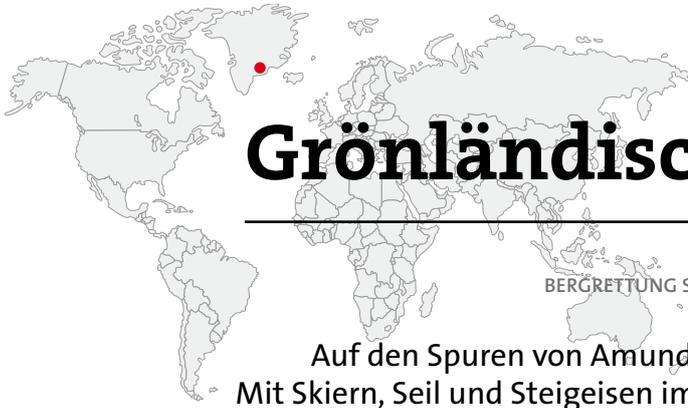 Grönländisc
BERGRETTUNG S
Auf den Spuren von Amund
Mit Skiern, Seil und Steigeisen im